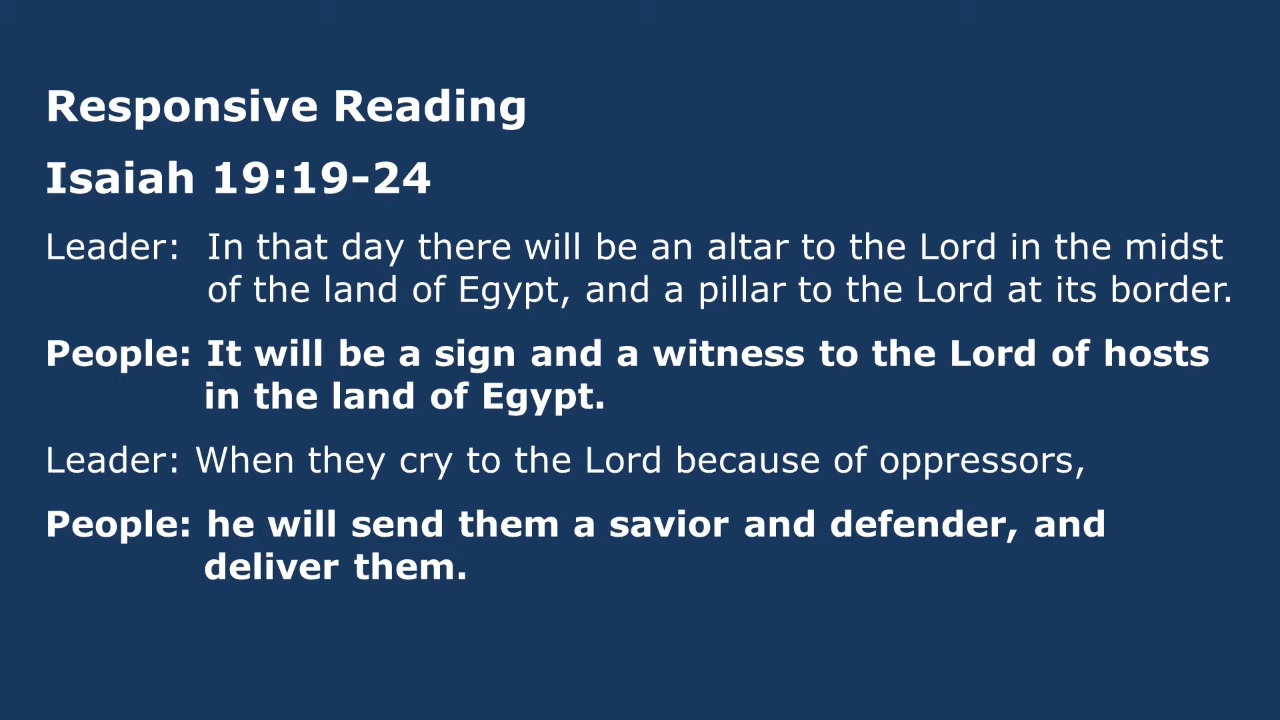 Responsive Reading
Isaiah 19:19-24
Leader: In that day there will be an altar to the Lord in the midst
of the land of Egypt, and a pillar to the Lord at its border.
People: It will be a sign and a witness to the Lord of hosts
in the land of Egypt.
Leader: When they cry to the Lord because of oppressors,
People: he will send them a savior and defender, and
deliver them.